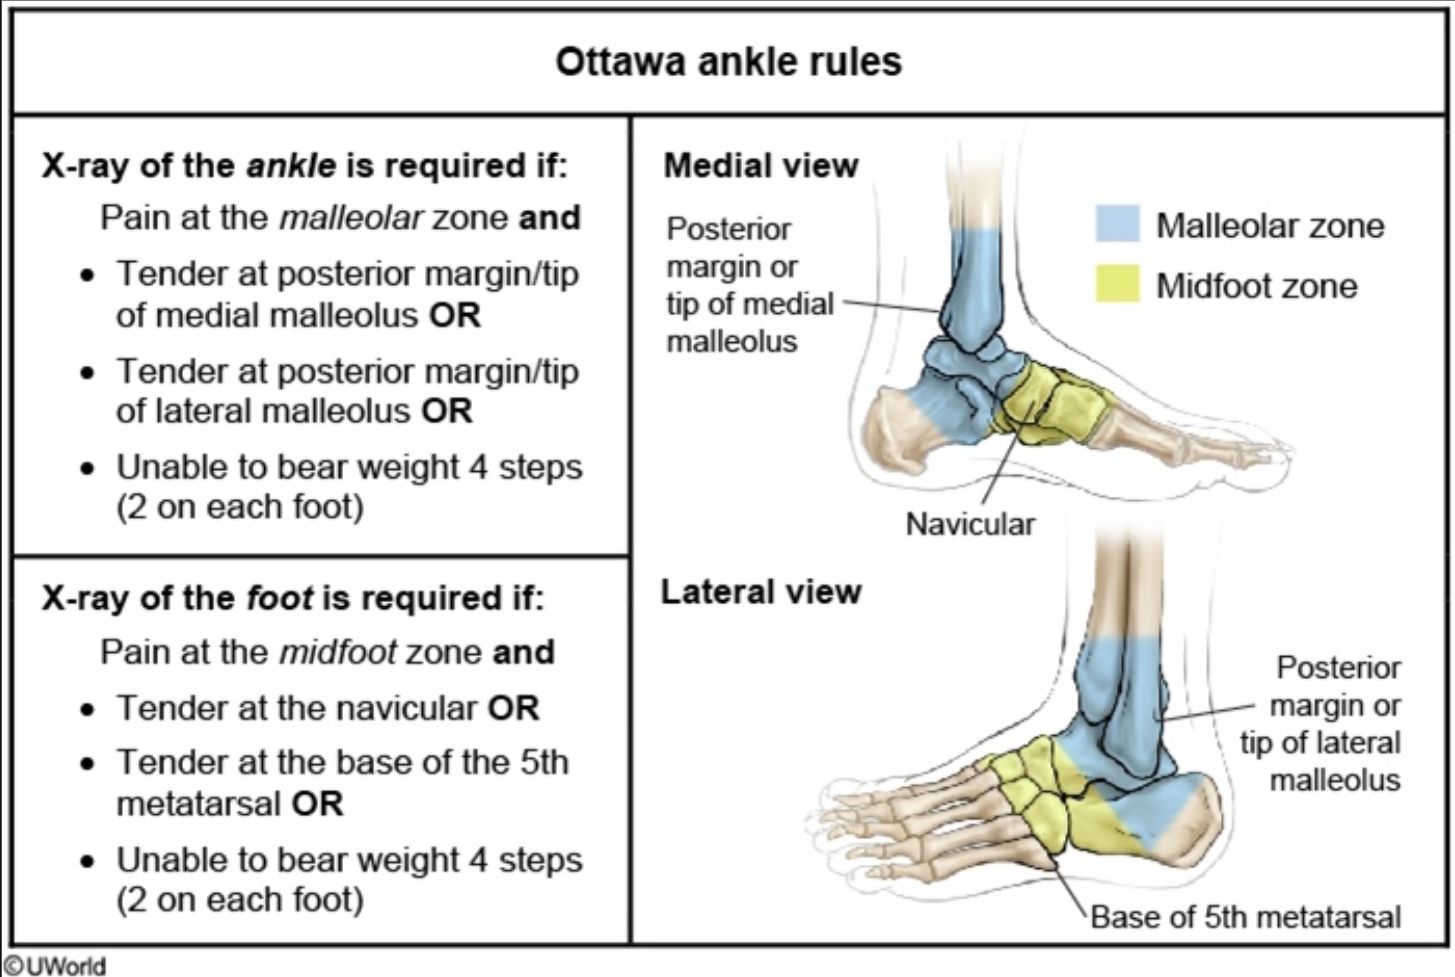 Ottawa ankle rules
X-ray of the ankle is required if:
Pain at the malleolar zone and
• Tender at posterior margin/tip
of medial malleolus OR
• Tender at posterior margin/tip
of lateral malleolus OR
• Unable to bear weight 4 steps
(2 on each foot)
X-ray of the foot is required if:
Pain at the midfoot zone and
• Tender at the navicular OR
• Tender at the base of the 5th
metatarsal OR
• Unable to bear weight 4 steps
(2 on each foot)
Medial view
Posterior
margin or
tip of medial
malleolus
Malleolar zone
Midfoot zone
Navicular
Lateral view
Posterior
margin or
tip of lateral
malleolus
Base of 5th metatarsal
©UWorld